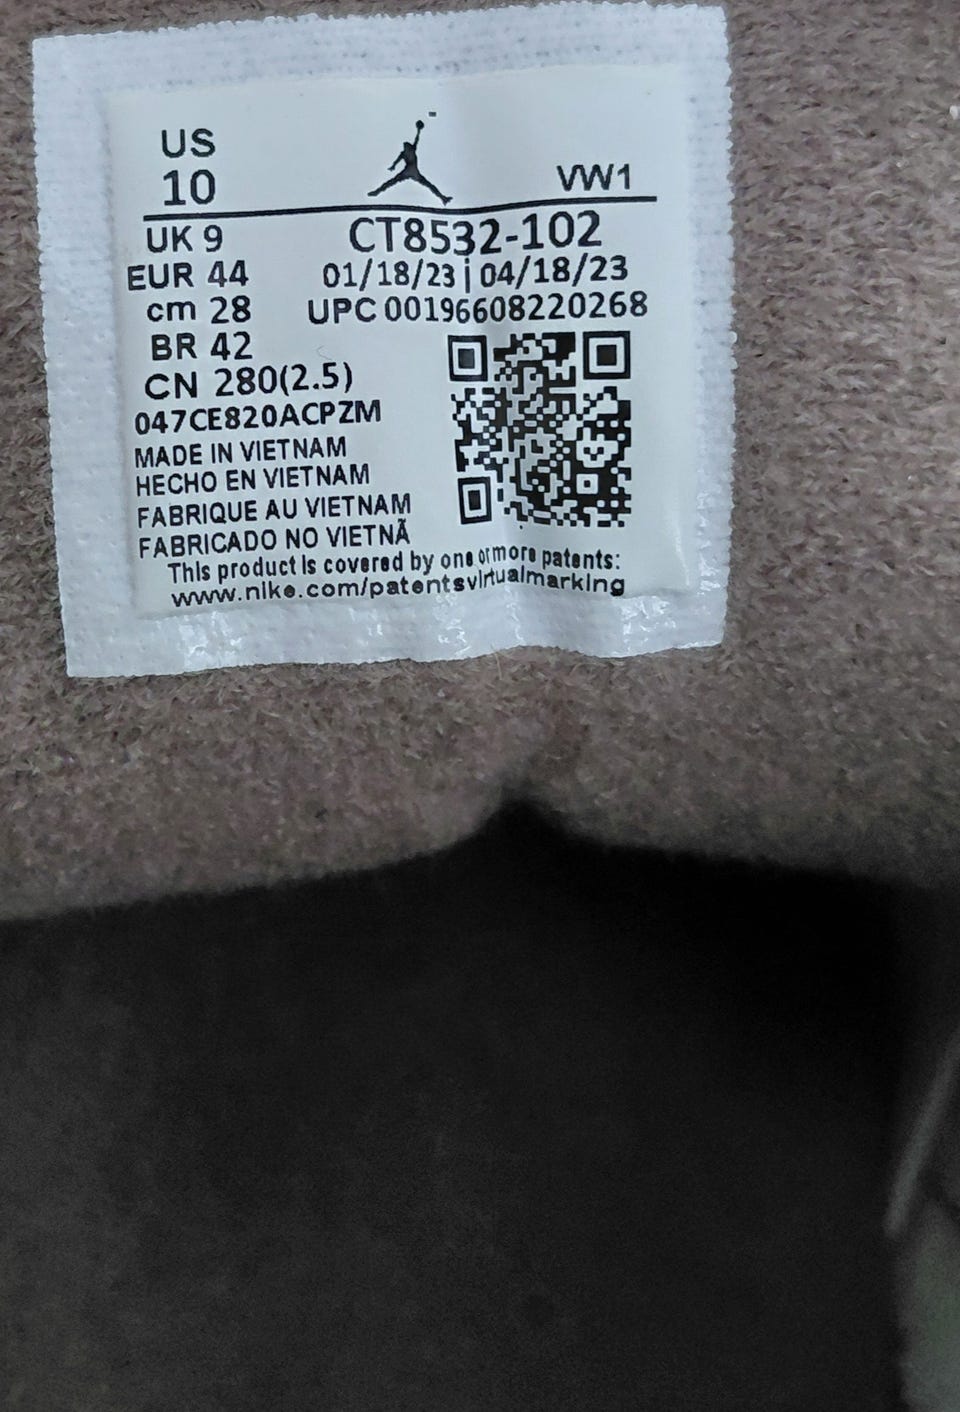 US
10
VW1
UK 9
CT8532-102
EUR 44
01/18/23 | 04/18/23
cm 28
UPC 00196608220268
BR 42
CN 280(2.5)
047CE820ACPZM
MADE IN VIETNAM
HECHO EN VIETNAM
FABRIQUE AU VIETNAM
FABRICADO NO VIETNÃ
This product is covered by one or more patents:
www.nike.com/patentsvirtualmarking